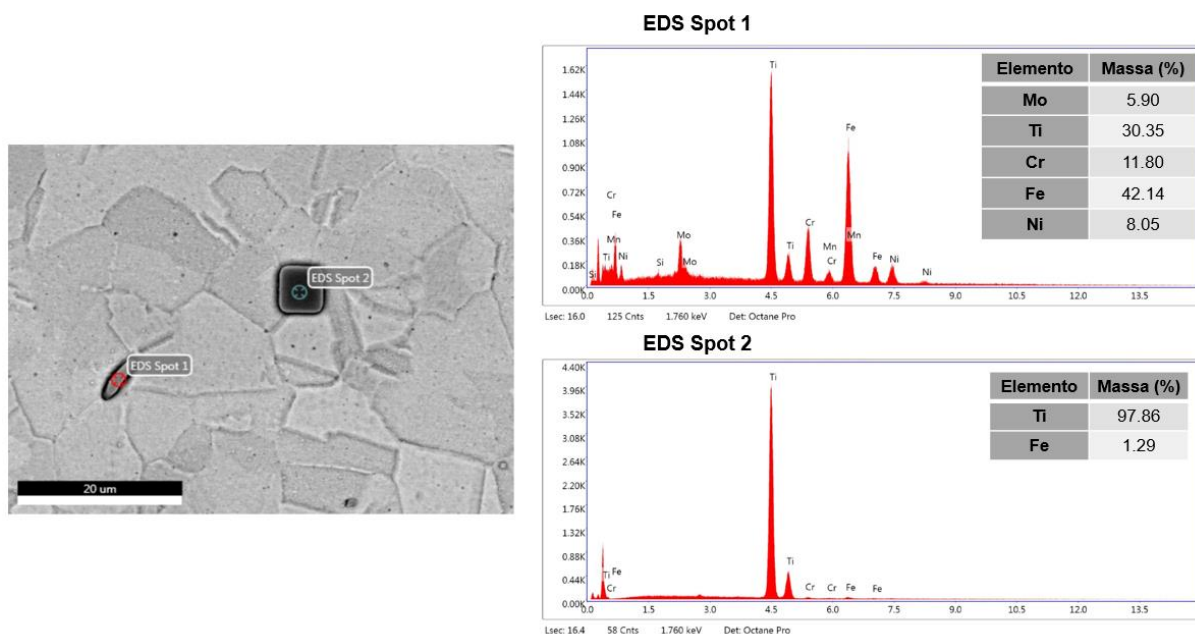 EDS Spot 1
Elemento Massa (%)
Mo 5.90
Ti 30.35
Cr 11.80
Fe 42.14
Ni 8.05
1.62K
1.44K
1.26K
1.08K
0.90K
0.72K
0.54K
0.36K
0.18K
0.00K
Ti
Fe
Cr
Fe
Mn
Ti
Ni
Si
Mo
Mo
Si
Ti
Cr
Mn
Cr
Mn
Fe
Ni
Ni
0.0 1.5 3.0 4.5 6.0 7.5 9.0 10.5 12.0 13.5
Lsec: 16.0 125 Cnts 1.760 keV Det: Octane Pro
EDS Spot 2
EDS Spot 1
20 um
EDS Spot 2
Elemento Massa (%)
Ti 97.86
Fe 1.29
4.40K
3.96K
3.52K
3.08K
2.64K
2.20K
1.76K
1.32K
0.88K
0.44K
0.00K
Ti
Ti
Fe
Ti
Cr
Cr
Cr
Fe
Fe
0.0 1.5 3.0 4.5 6.0 7.5 9.0 10.5 12.0 13.5
Lsec: 16.4 58 Cnts 1.760 keV Det: Octane Pro